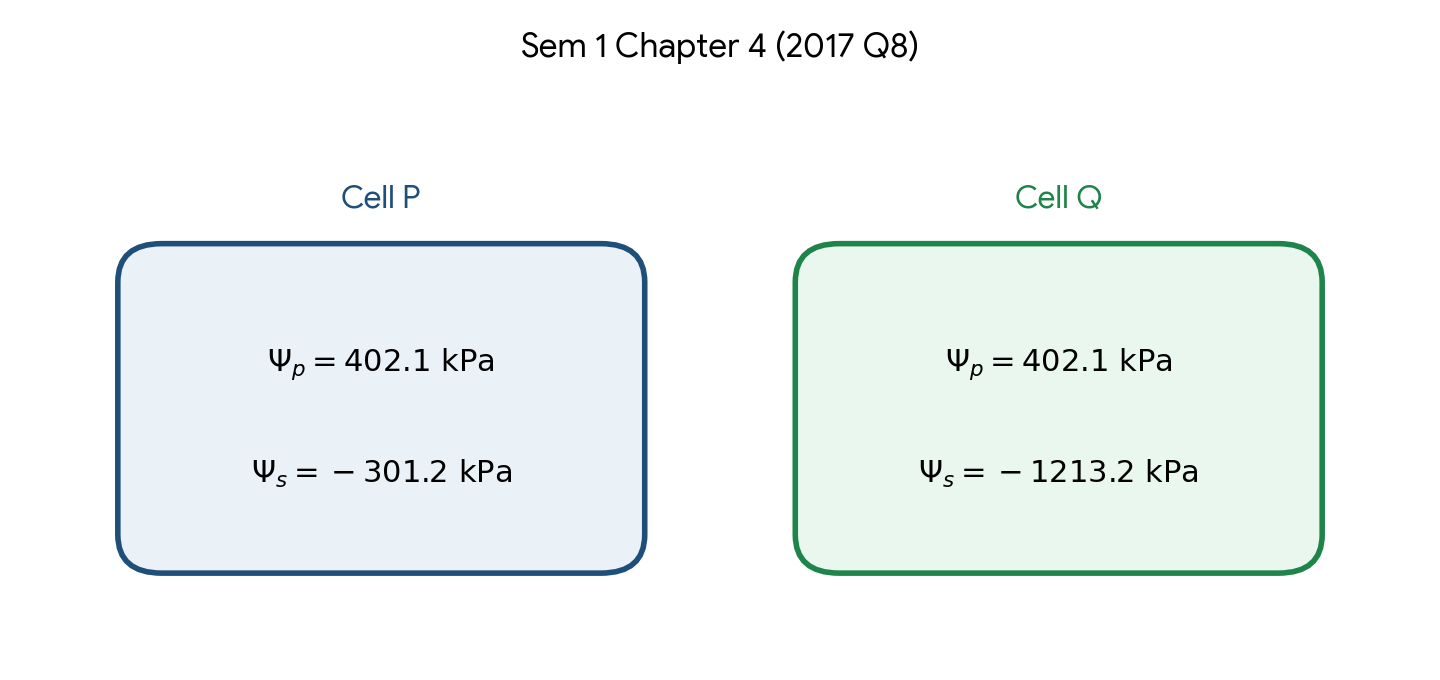 Sem 1 Chapter 4 (2017 Q8)
Cell P
Ψₚ = 402.1 kPa
Ψₛ = − 301.2 kPa
Cell Q
Ψₚ = 402.1 kPa
Ψₛ = − 1213.2 kPa